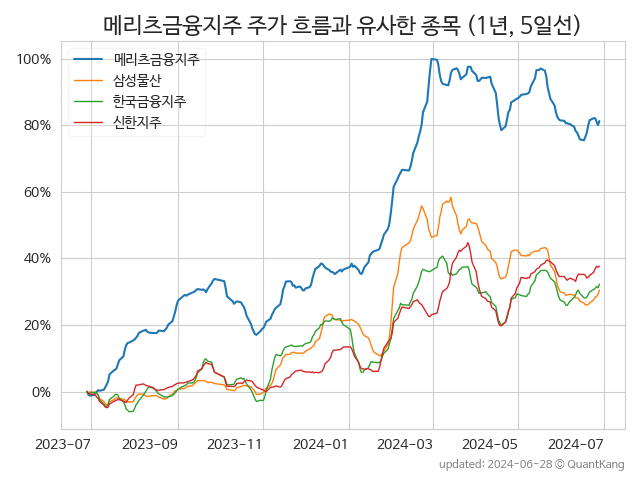 메리츠금융지주 주가 흐름과 유사한 종목 (1년, 5일선)
메리츠금융지주
삼성물산
한국금융지주
신한지주
100%
80%
60%
40%
20%
0%
2023-07 2023-09 2023-11 2024-01 2024-03 2024-05 2024-07
updated: 2024-06-28 © QuantKang